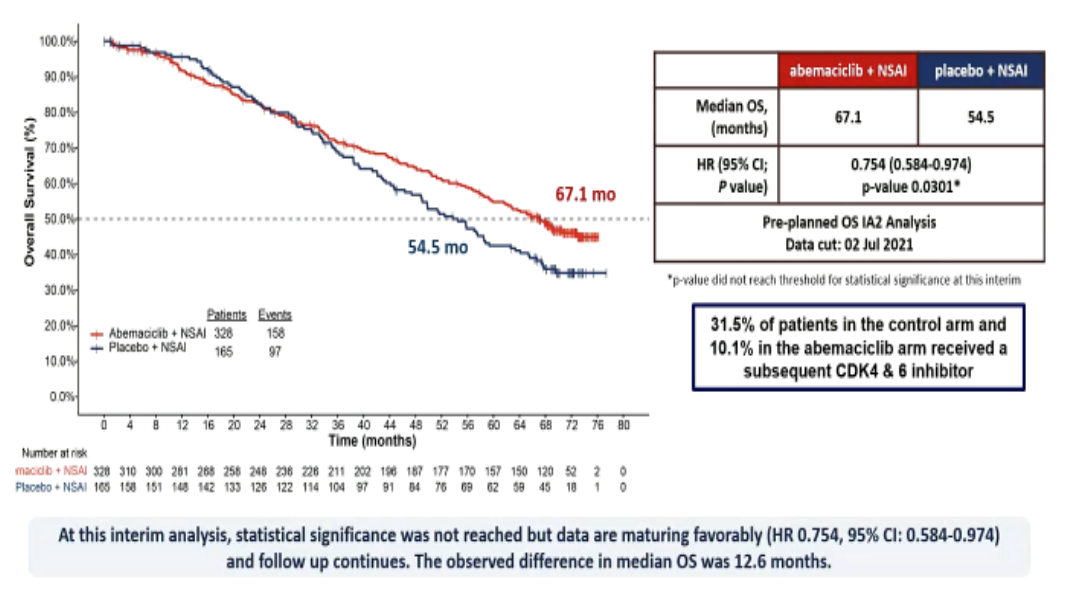 Overall Survival (%)
100.0%
90.0%
80.0%
70.0%
60.0%
50.0%
40.0%
30.0%
20.0%
10.0%
0.0%
67.1 mo
54.5 mo
Patients Events
Abemaciclib + NSAI 328 158
Placebo + NSAI 165 97
0 4 8 12 16 20 24 28 32 36 40 44 48 52 56 60 64 68 72 76 80
Time (months)
Number at risk
maciclib + NSAI 328 310 300 281 268 258 248 236 226 211 202 196 187 177 170 157 150 120 52 2 0
Placebo + NSAI 165 158 151 148 142 133 126 122 114 104 97 91 84 76 69 62 59 45 18 1 0
abemaciclib + NSAI placebo + NSAI
Median OS,
(months)
67.1 54.5
HR (95% CI;
P value)
0.754 (0.584-0.974)
p-value 0.0301*
Pre-planned OS IA2 Analysis
Data cut: 02 Jul 2021
*p-value did not reach threshold for statistical significance at this interim
31.5% of patients in the control arm and
10.1% in the abemaciclib arm received a
subsequent CDK4 & 6 inhibitor
At this interim analysis, statistical significance was not reached but data are maturing favorably (HR 0.754, 95% CI: 0.584-0.974)
and follow up continues. The observed difference in median OS was 12.6 months.